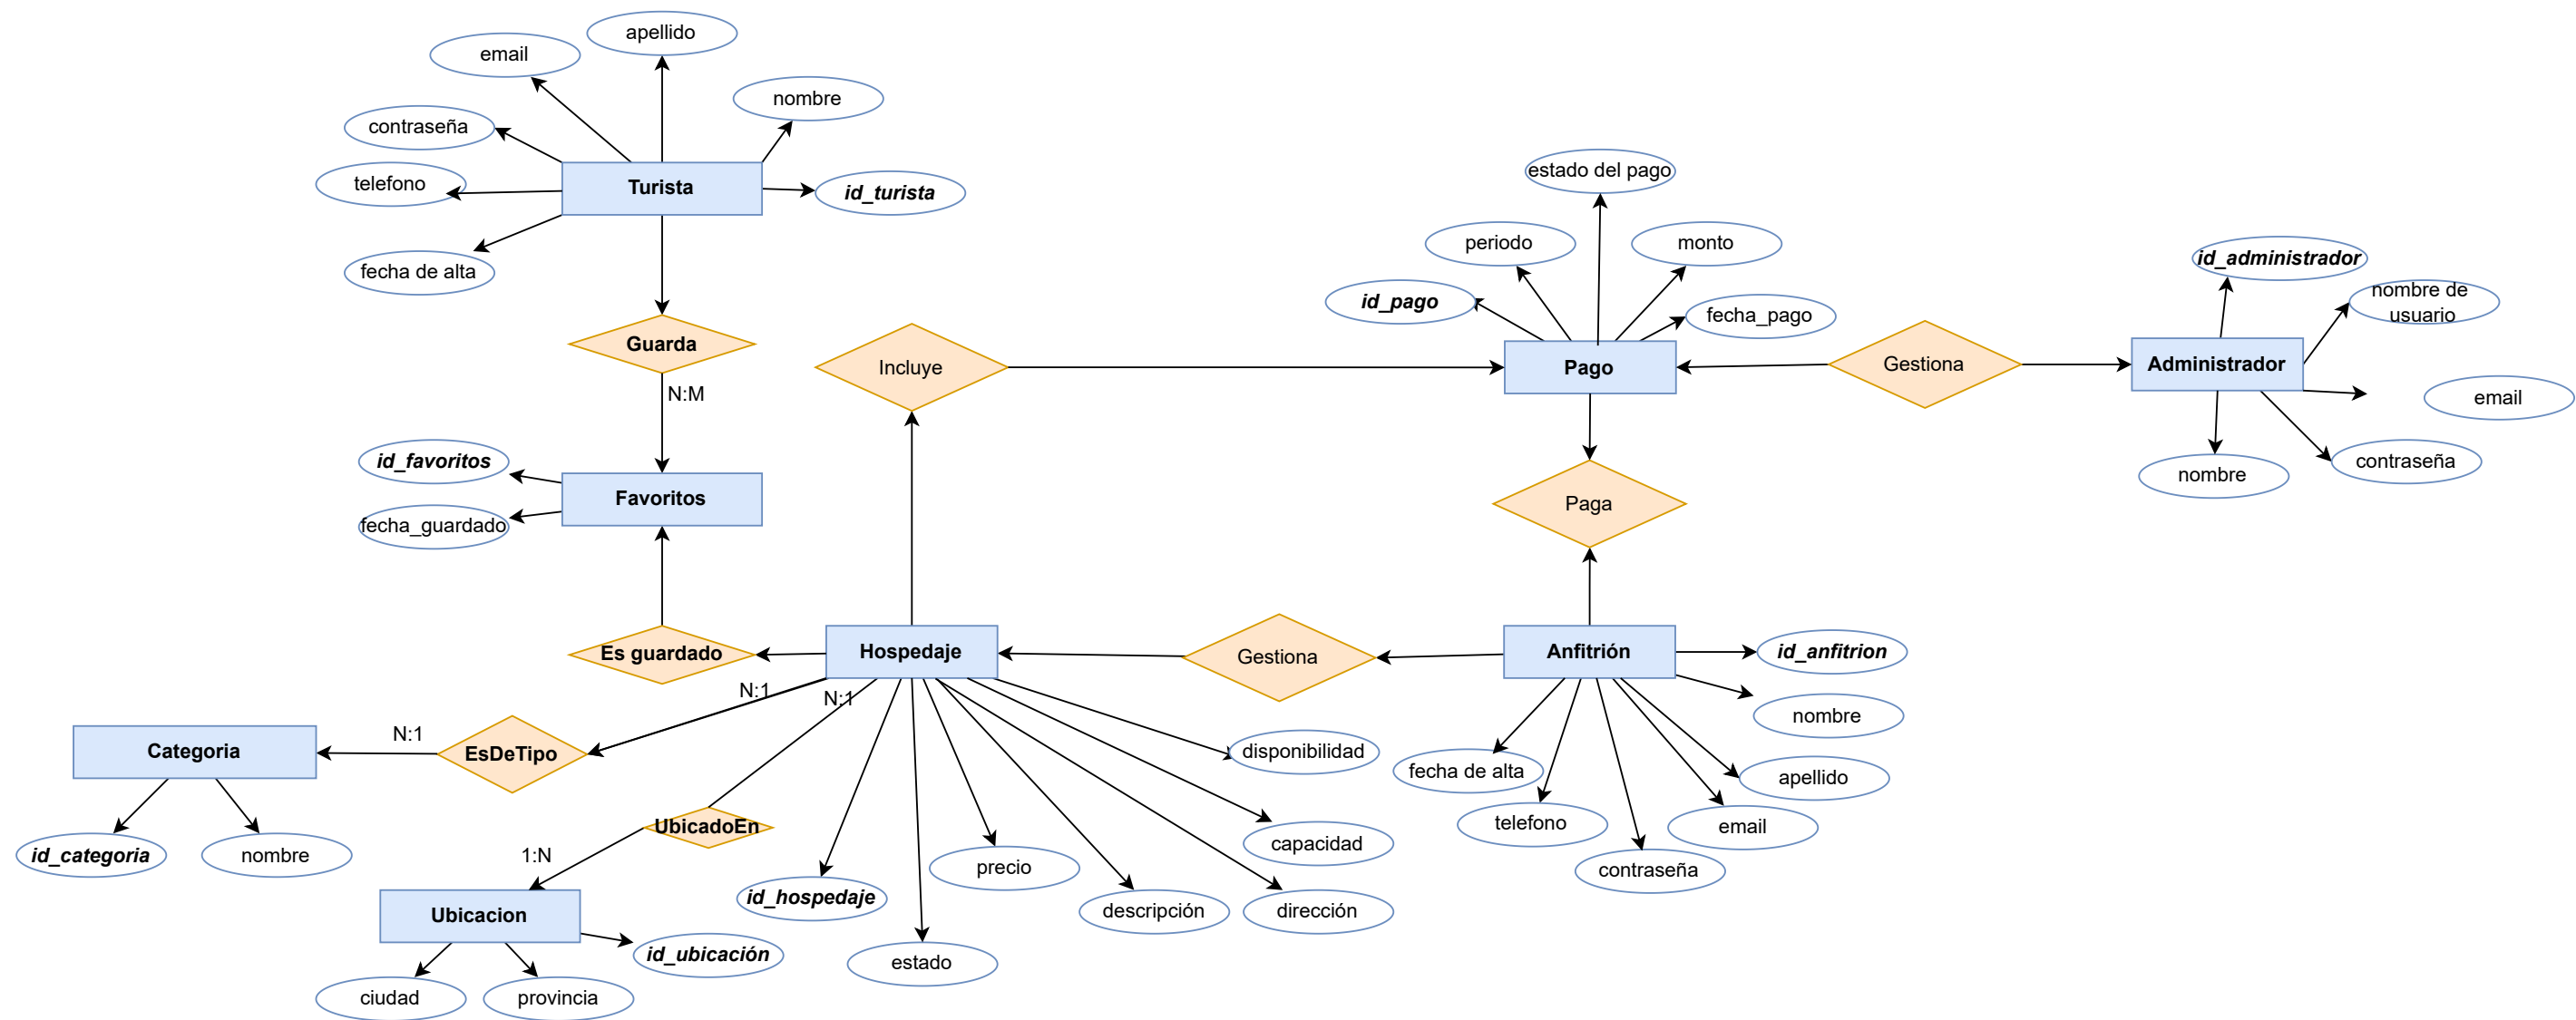 apellido
email
nombre
contraseña
telefono
Turista
id_turista
fecha de alta
estado del pago
periodo
monto
id_pago
fecha_pago
id_administrador
nombre de
usuario
Guarda
Incluye
Pago
Gestiona
Administrador
N:M
email
id_favoritos
contraseña
nombre
Favoritos
Paga
fecha_guardado
Es guardado
Hospedaje
Gestiona
Anfitrión
id_anfitrion
N:1
N:1
nombre
N:1
Categoria
EsDeTipo
disponibilidad
fecha de alta
apellido
UbicadoEn
telefono
email
capacidad
1:N
id_categoria
nombre
precio
contraseña
id_hospedaje
descripción
dirección
Ubicacion
id_ubicación
estado
ciudad
provincia